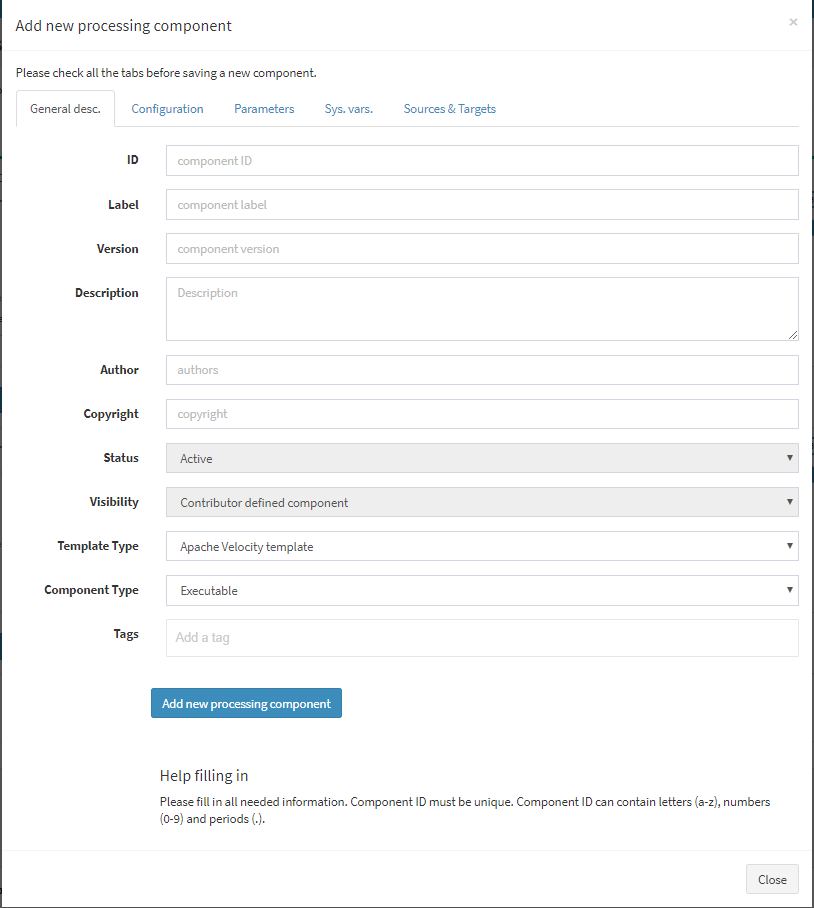 Add new processing component
×
Please check all the tabs before saving a new component.
General desc. Configuration Parameters Sys. vars. Sources & Targets
ID component ID
Label component label
Version component version
Description Description
Author authors
Copyright copyright
Status Active
Visibility Contributor defined component
Template Type Apache Velocity template
Component Type Executable
Tags Add a tag
Add new processing component
Help filling in
Please fill in all needed information. Component ID must be unique. Component ID can contain letters (a-z), numbers
(0-9) and periods (.).
Close